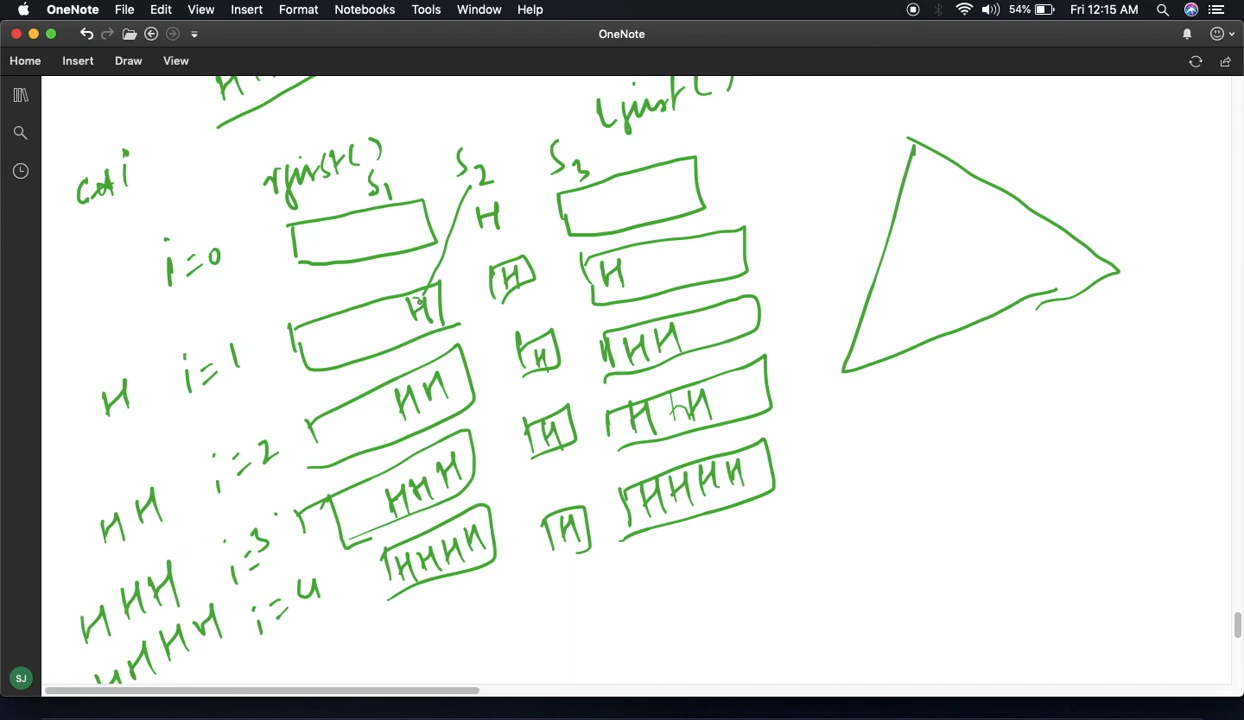 OneNote File Edit View Insert Format Notebooks Tools Window Help 54% Fri 12:15 AM
OneNote
Home Insert Draw View
rjust( ) S1 S2 S3 ljust( )
i=0 H
H i=1 H H H
HH i=2 HH H HH
HHH i=3 HHH H HHH
HHHH i=4 HHHH H HHHH
SJ